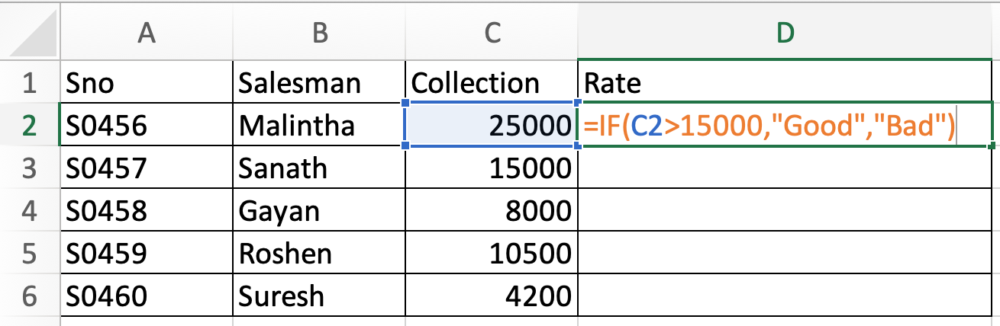 A B C D
1 Sno Salesman Collection Rate
2 S0456 Malintha 25000 =IF(C2>15000,"Good","Bad")
3 S0457 Sanath 15000
4 S0458 Gayan 8000
5 S0459 Roshen 10500
6 S0460 Suresh 4200